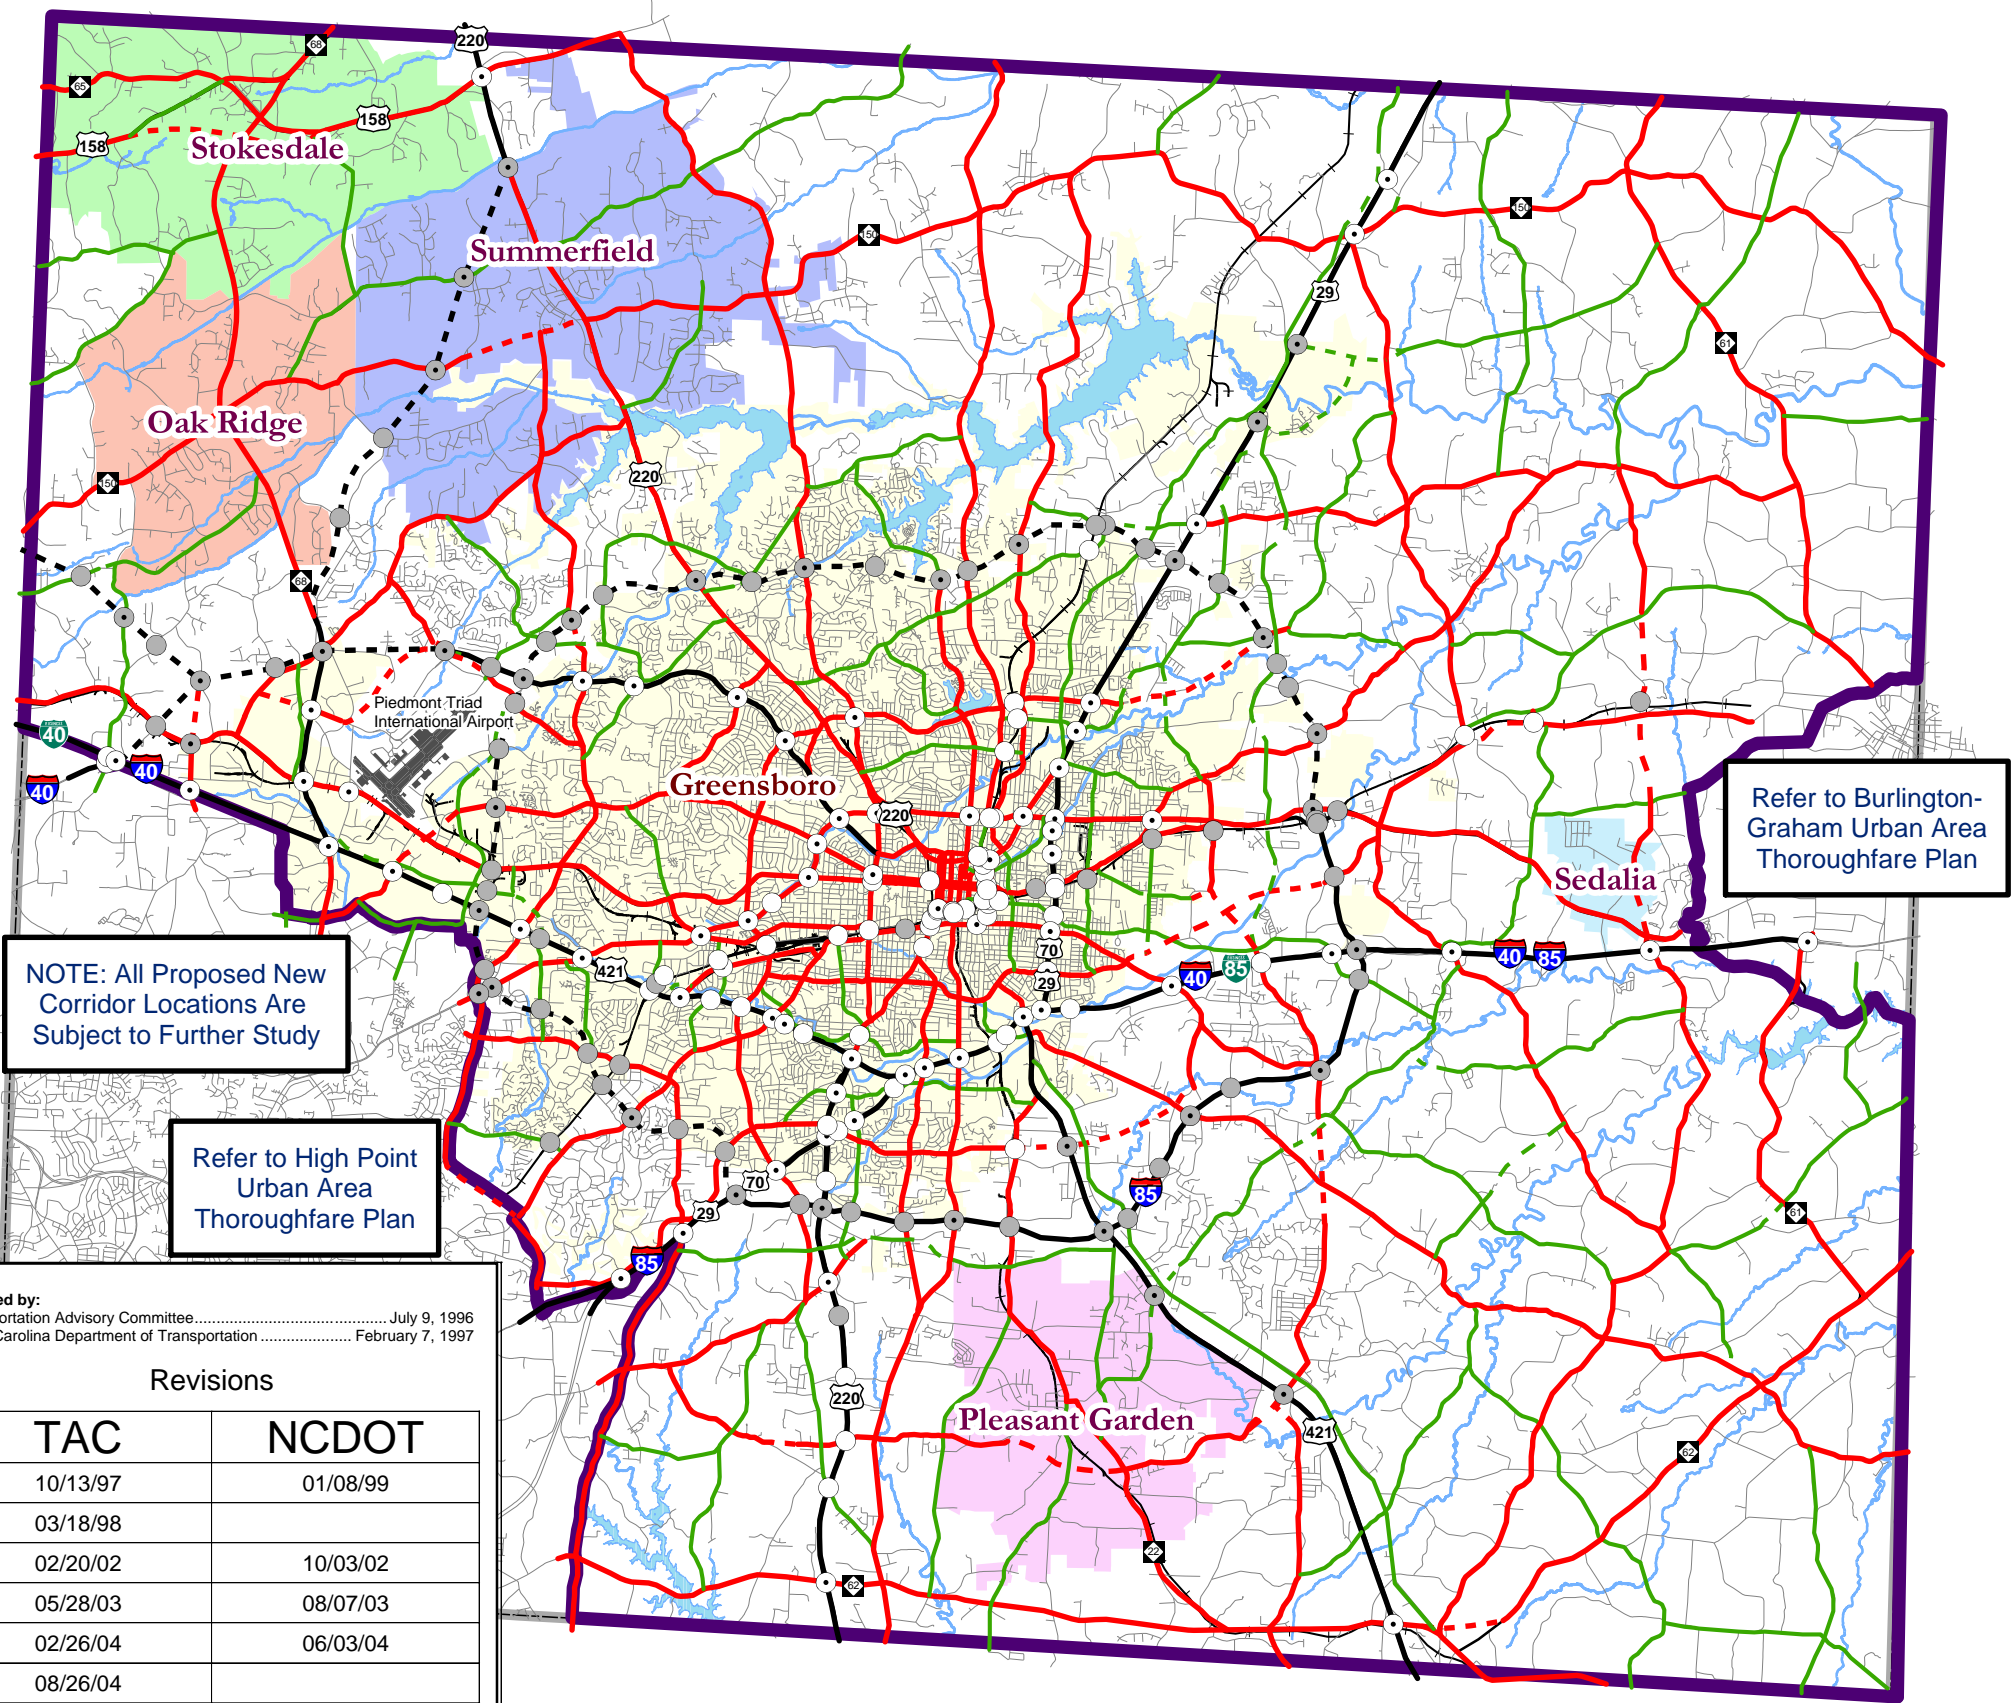 220
68
65
158
158
Stokesdale
Summerfield
150
150
29
61
Oak Ridge
150
220
68
Piedmont Triad
International Airport
40
40
40
Greensboro
220
Refer to Burlington-
Graham Urban Area
Thoroughfare Plan
Sedalia
NOTE: All Proposed New
Corridor Locations Are
Subject to Further Study
421
70
29
40
85
40
85
Refer to High Point
Urban Area
Thoroughfare Plan
70
29
85
85
61
ed by:
ortation Advisory Committee ... July 9, 1996
Carolina Department of Transportation ... February 7, 1997
Revisions
TAC NCDOT
10/13/97 01/08/99
03/18/98
02/20/02 10/03/02
05/28/03 08/07/03
02/26/04 06/03/04
08/26/04
220
Pleasant Garden
421
62
22
62